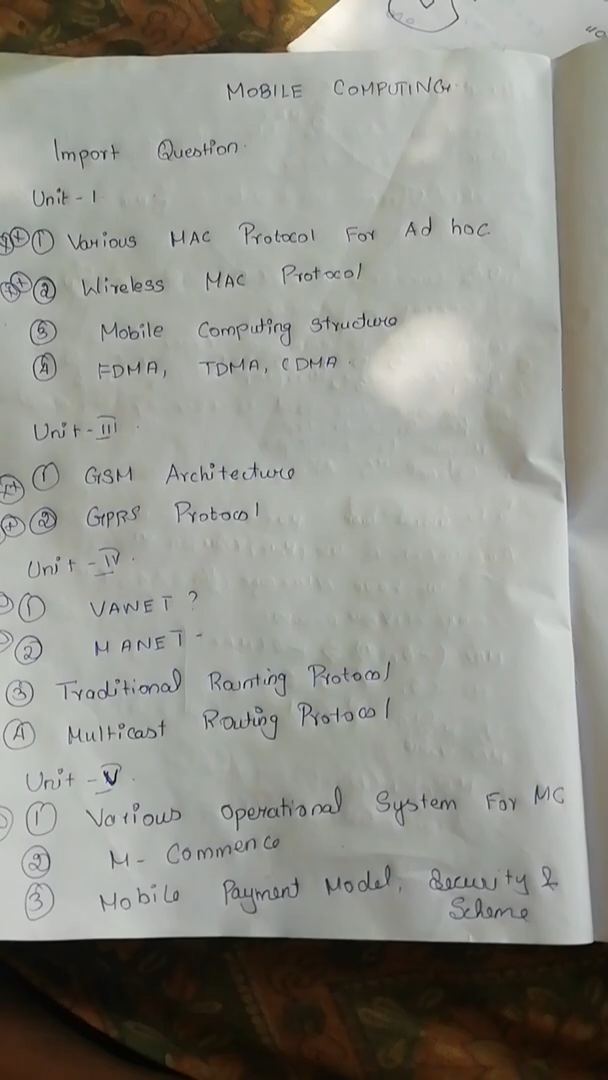 MOBILE COMPUTING
Import Question
Unit - I
① Various MAC Protocol For Ad hoc
② Wireless MAC Protocol
③ Mobile Computing Structure
④ FDMA, TDMA, CDMA
Unit - III
① GSM Architecture
② GPRS Protocol
Unit - IV
① VANET ?
② MANET -
③ Traditional Rounting Protocol
④ Multicast Routing Protocol
Unit - V
① Various Operational System For MC
② M - Commence
③ Mobile Payment Model, Security &
Scheme